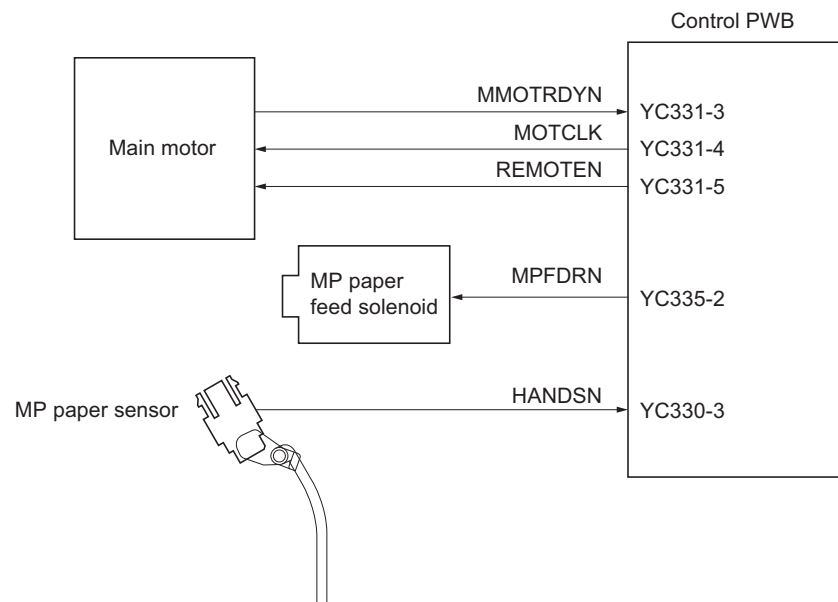 Control PWB
MMOTRDYN
YC331-3
Main motor
MOTCLK
YC331-4
REMOTEN
YC331-5
MP paper
feed solenoid
MPFDRN
YC335-2
MP paper sensor
HANDSN
YC330-3